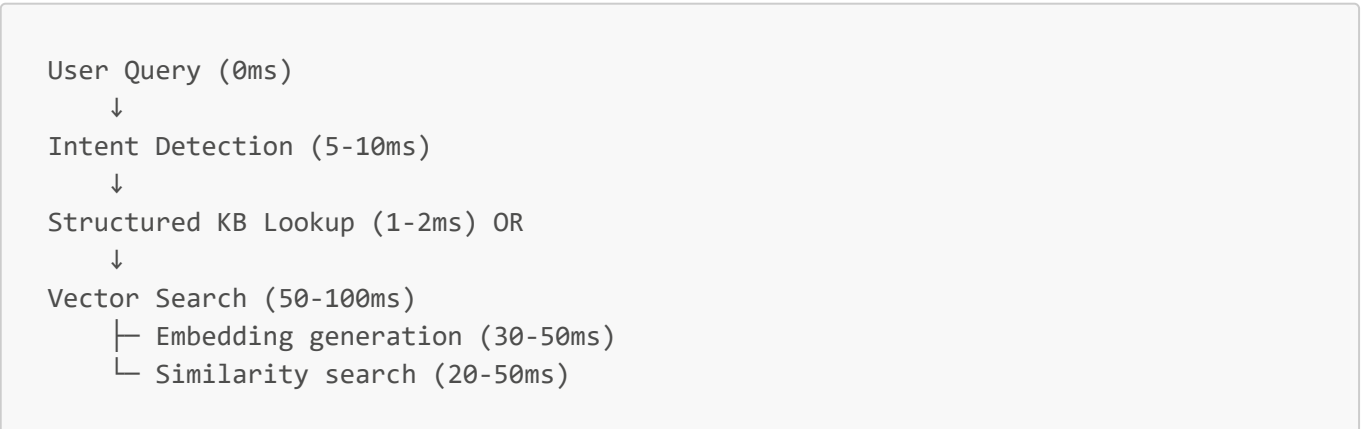 User Query (0ms)
    ↓
Intent Detection (5-10ms)
    ↓
Structured KB Lookup (1-2ms) OR
    ↓
Vector Search (50-100ms)
    ├─ Embedding generation (30-50ms)
    └─ Similarity search (20-50ms)